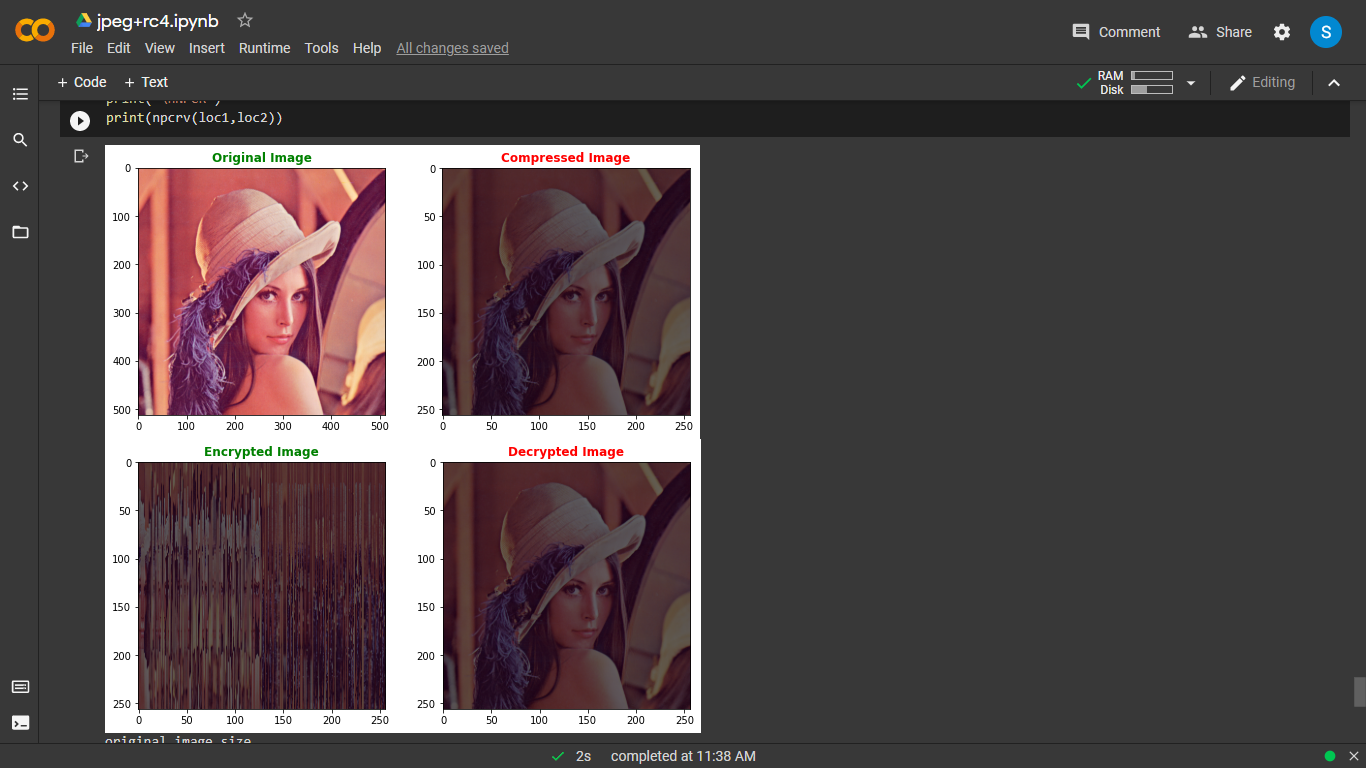 jpeg+rc4.ipynb
File Edit View Insert Runtime Tools Help All changes saved
Comment Share S
+ Code + Text
RAM
Disk
Editing
print(npcrv(loc1,loc2))
Original Image Compressed Image
0 100 200 300 400 500
0 100 200 300 400 500
0 50 100 150 200 250
0 50 100 150 200 250
Encrypted Image Decrypted Image
0 50 100 150 200 250
0 50 100 150 200 250
0 50 100 150 200 250
0 50 100 150 200 250
original image size
2s completed at 11:38 AM